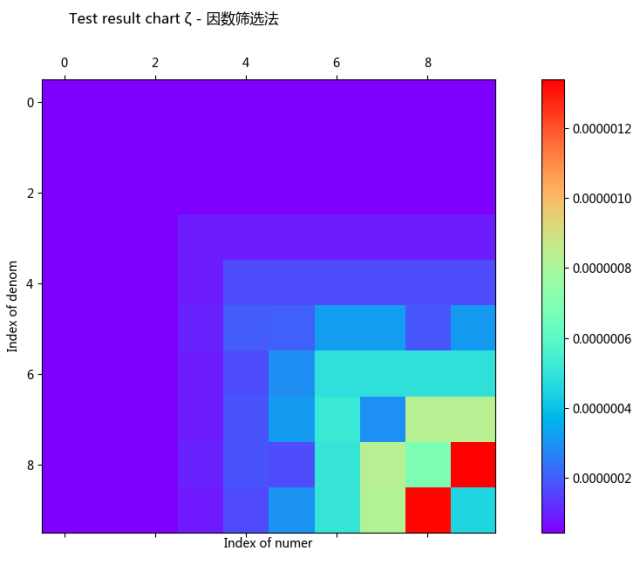 Test result chart ζ - 因数筛选法
0 2 4 6 8
0
2
4
6
8
Index of denom
Index of numer
0.0000012
0.0000010
0.0000008
0.0000006
0.0000004
0.0000002